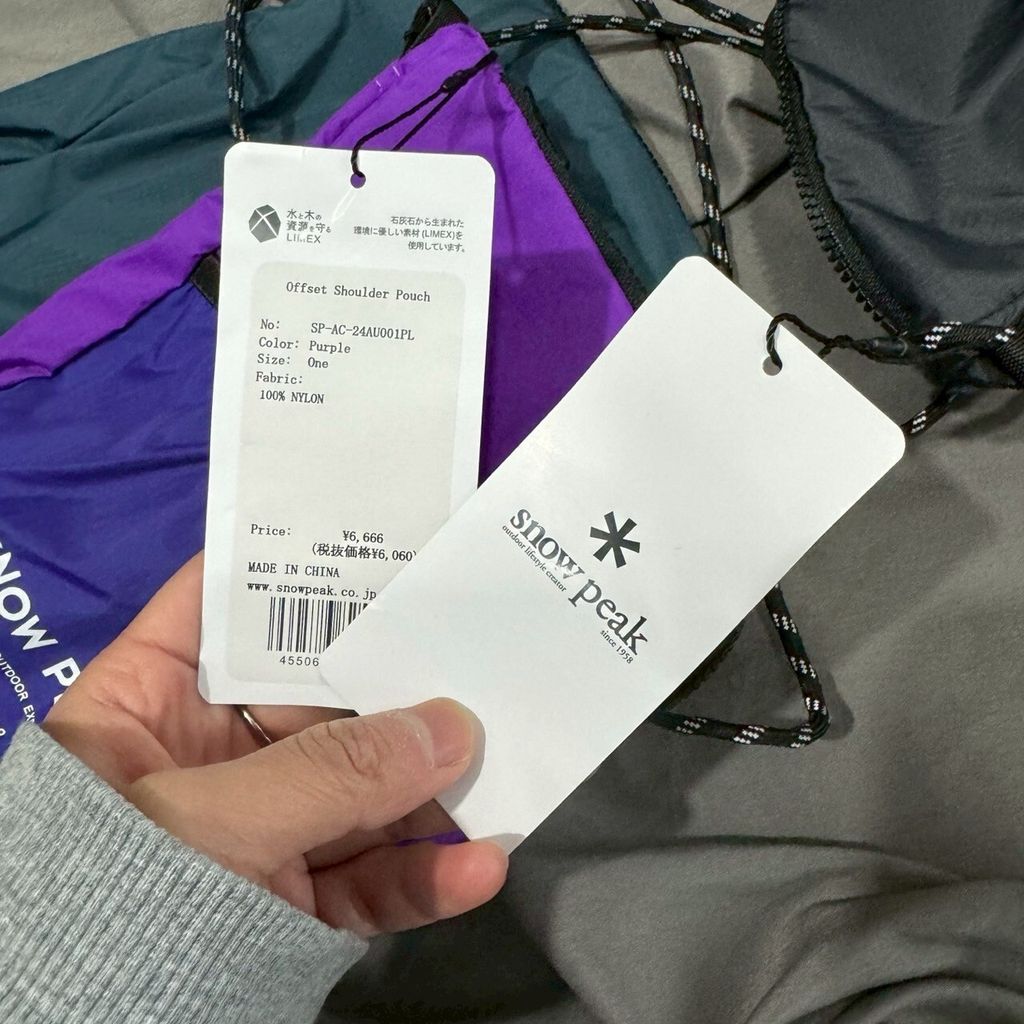 水と木の
資源を守る
LIMEX
石灰石から生まれた
環境に優しい素材(LIMEX)を
使用しています。
Offset Shoulder Pouch
No: SP-AC-24AU001PL
Color: Purple
Size: One
Fabric:
100% NYLON
Price: ¥6,666
(税抜価格¥6,060)
MADE IN CHINA
www.snowpeak.co.jp
45506
snow peak
outdoor lifestyle creator
since 1958
NOW P
OUTDOOR EX